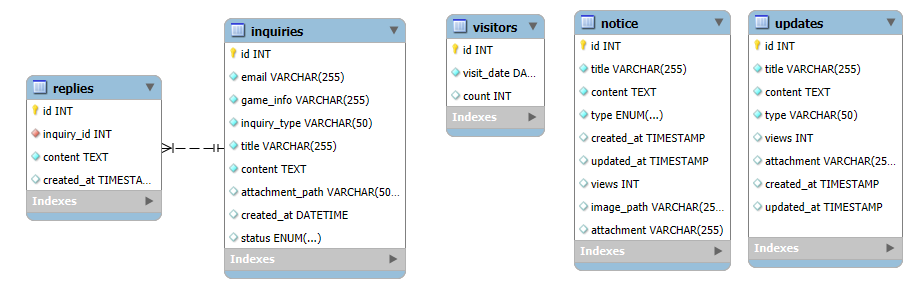 replies
id INT
inquiry_id INT
content TEXT
created_at TIMESTA...
Indexes
inquiries
id INT
email VARCHAR(255)
game_info VARCHAR(255)
inquiry_type VARCHAR(50)
title VARCHAR(255)
content TEXT
attachment_path VARCHAR(50...
created_at DATETIME
status ENUM(...)
Indexes
visitors
id INT
visit_date DA...
count INT
Indexes
notice
id INT
title VARCHAR(255)
content TEXT
type ENUM(...)
created_at TIMESTAMP
updated_at TIMESTAMP
views INT
image_path VARCHAR(25...
attachment VARCHAR(255)
Indexes
updates
id INT
title VARCHAR(255)
content TEXT
type VARCHAR(50)
views INT
attachment VARCHAR(25...
created_at TIMESTAMP
updated_at TIMESTAMP
Indexes